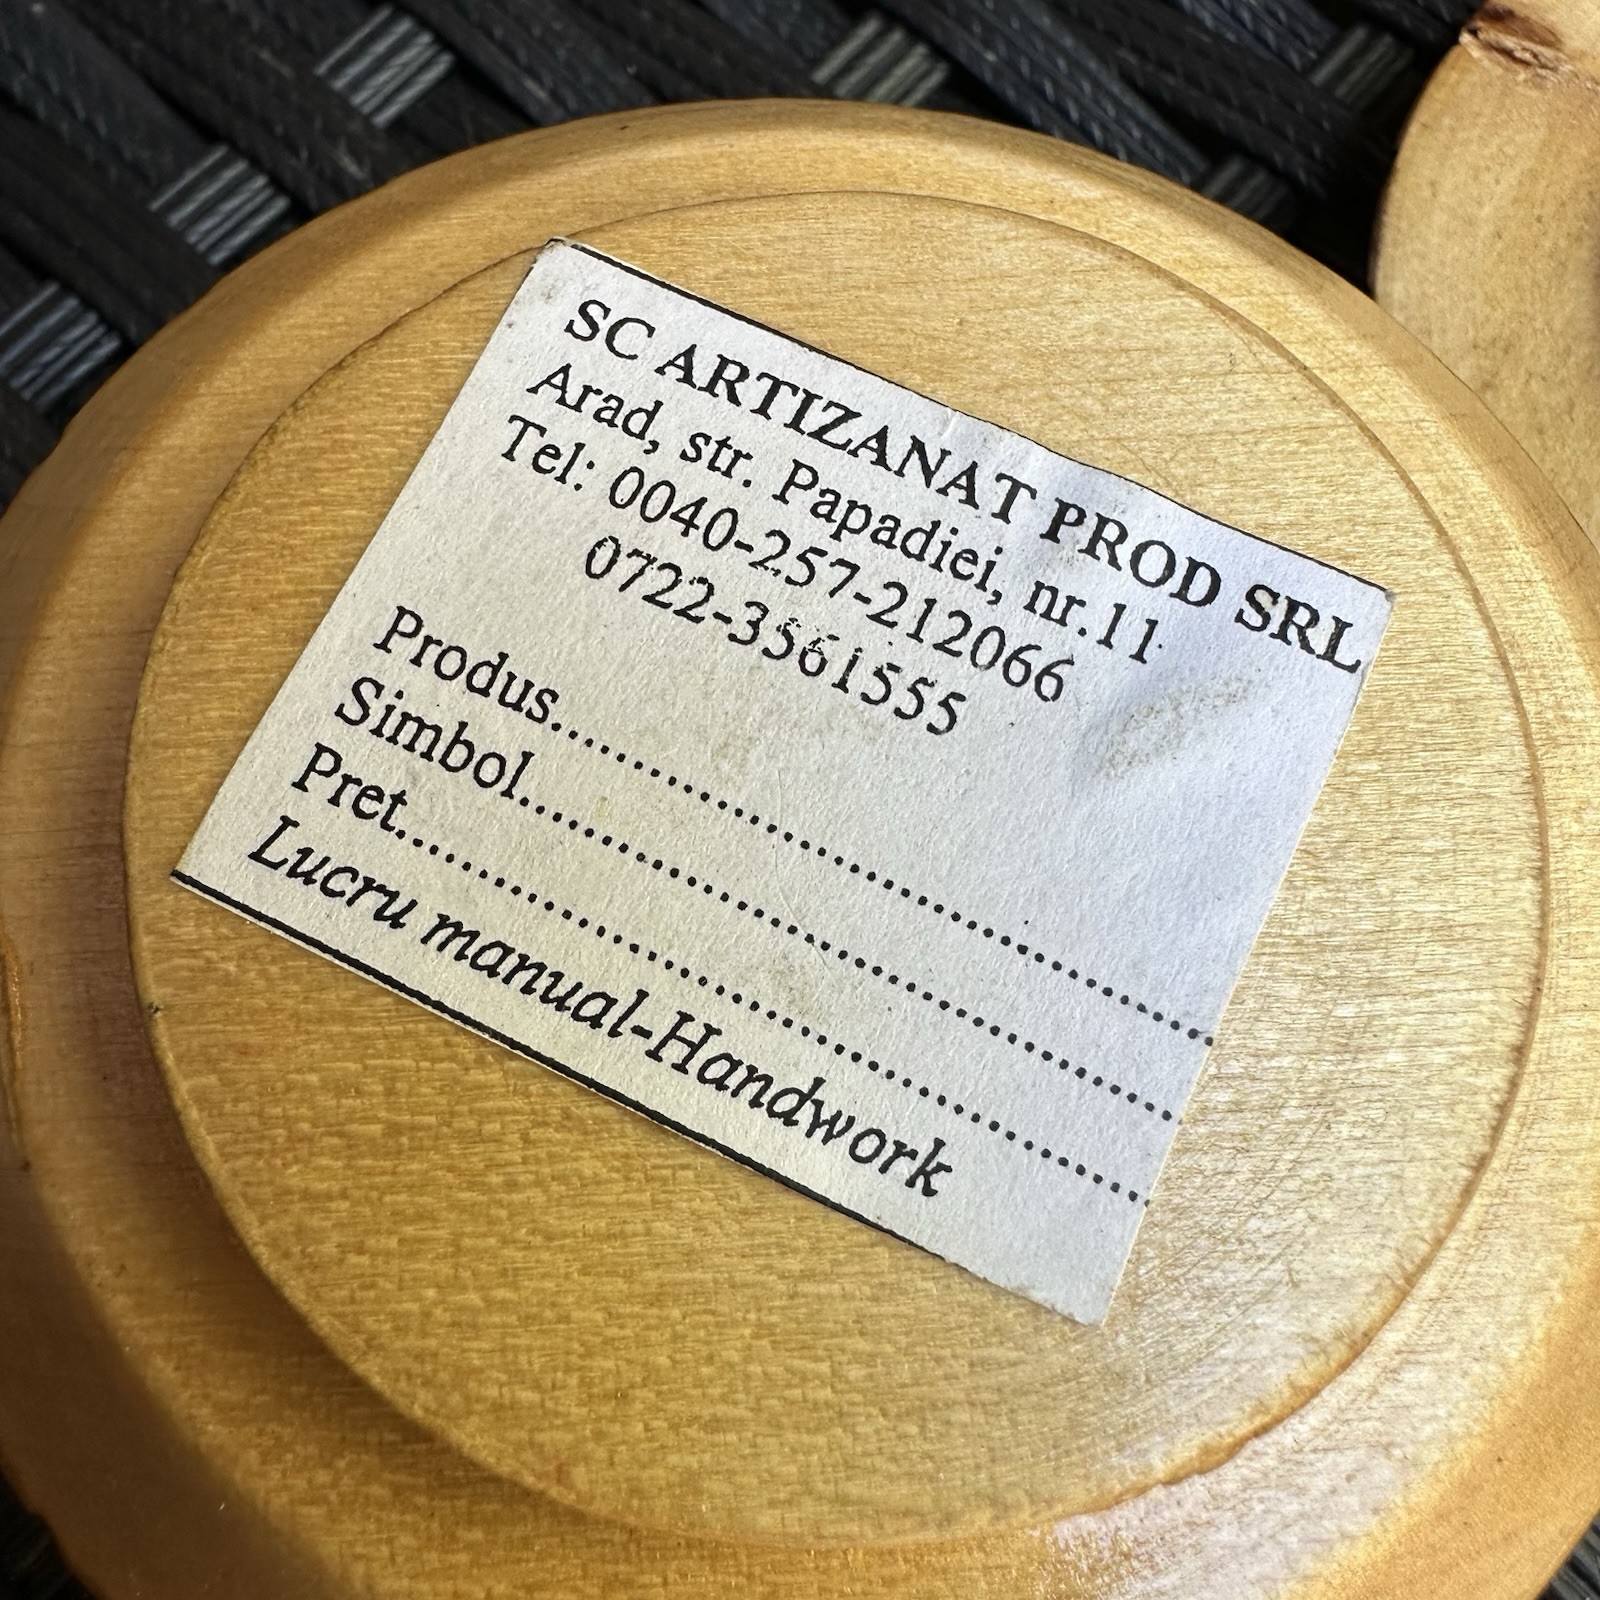 SC ARTIZANAT PROD SRL
Arad, str. Papadiei, nr.11
Tel: 0040-257-212066
0722-3561555
Produs............................................
Simbol............................................
Pret..................................................
Lucru manual-Handwork